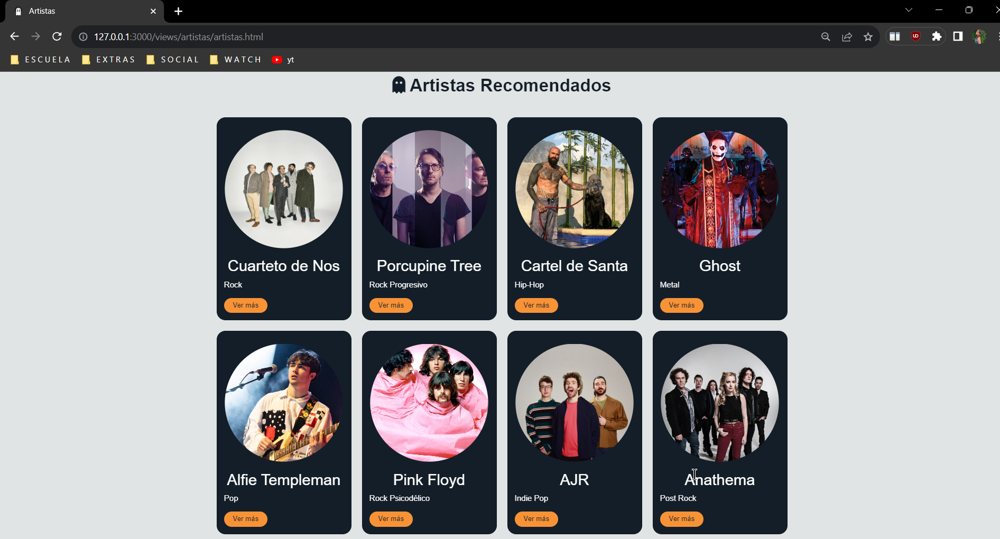 Artistas
127.0.0.1:3000/views/artistas/artistas.html
ESCUELA EXTRAS SOCIAL WATCH yt
Artistas Recomendados
Cuarteto de Nos
Rock
Ver más
Porcupine Tree
Rock Progresivo
Ver más
Cartel de Santa
Hip-Hop
Ver más
Ghost
Metal
Ver más
Alfie Templeman
Pop
Ver más
Pink Floyd
Rock Psicodélico
Ver más
AJR
Indie Pop
Ver más
Anathema
Post Rock
Ver más